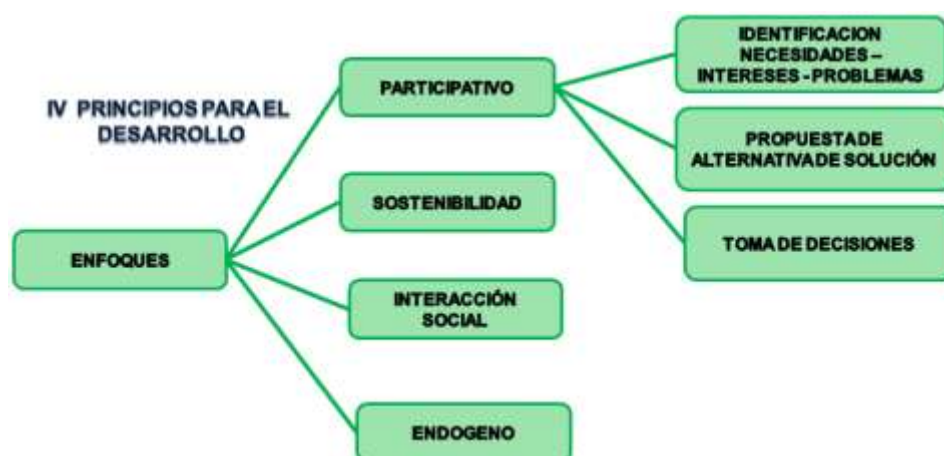 IV PRINCIPIOS PARA EL
DESARROLLO
ENFOQUES
PARTICIPATIVO
SOSTENIBILIDAD
INTERACCIÓN
SOCIAL
ENDOGENO
IDENTIFICACION
NECESIDADES –
INTERESES - PROBLEMAS
PROPUESTA DE
ALTERNATIVA DE SOLUCIÓN
TOMA DE DECISIONES